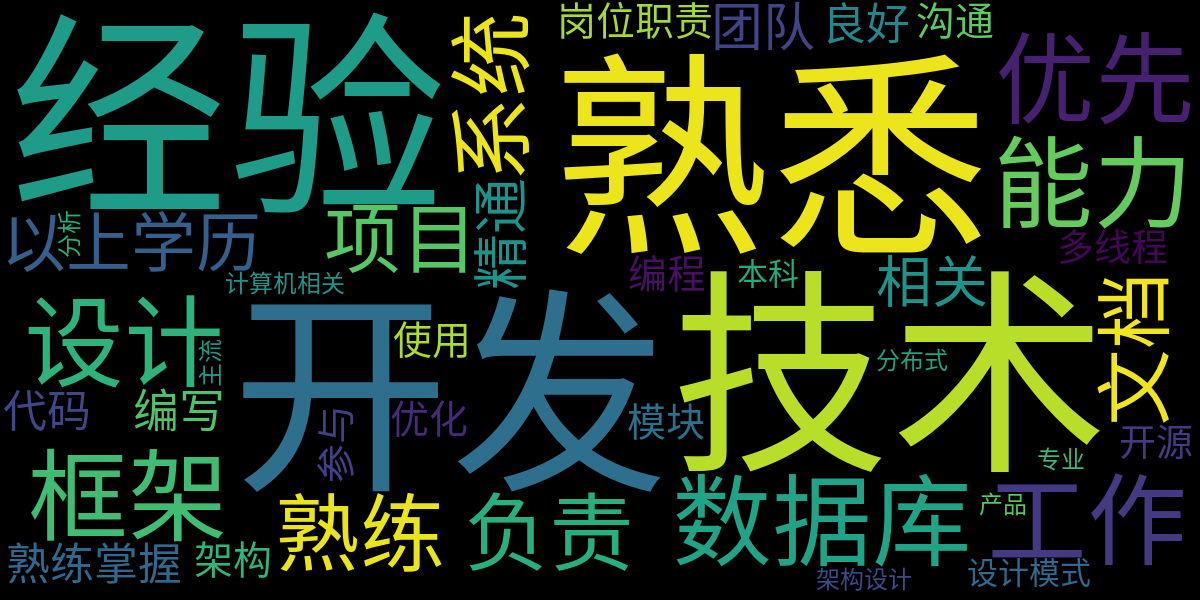 经验
系统
岗位职责
团队
良好
沟通
熟悉
优先
能力
以上学历
分析
项目
精通
编程
本科
相关
多线程
计算机相关
设计
主流
开发
使用
技术
分布式
文档
代码
编写
参与
优化
模块
开源
专业
框架
熟练
负责
数据库
产品
工作
熟练掌握
架构
架构设计
设计模式